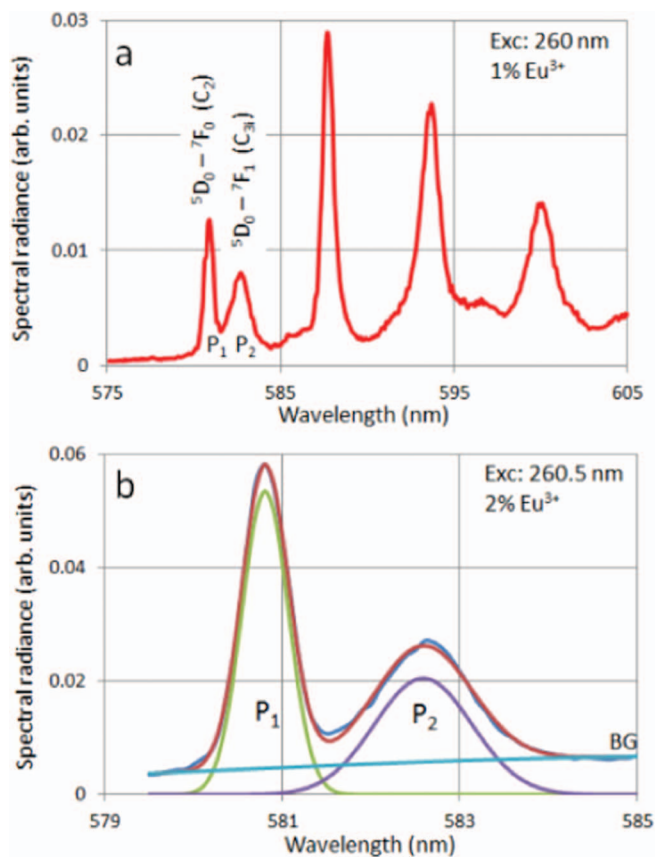 a
Exc: 260 nm
1% Eu³⁺
⁵D₀ – ⁷F₀ (C₂)
⁵D₀ – ⁷F₁ (C₃ᵢ)
P₁ P₂
Spectral radiance (arb. units)
0.03
0.02
0.01
0
575 585 595 605
Wavelength (nm)
b
Exc: 260.5 nm
2% Eu³⁺
P₁
P₂
BG
Spectral radiance (arb. units)
0.06
0.04
0.02
0
579 581 583 585
Wavelength (nm)